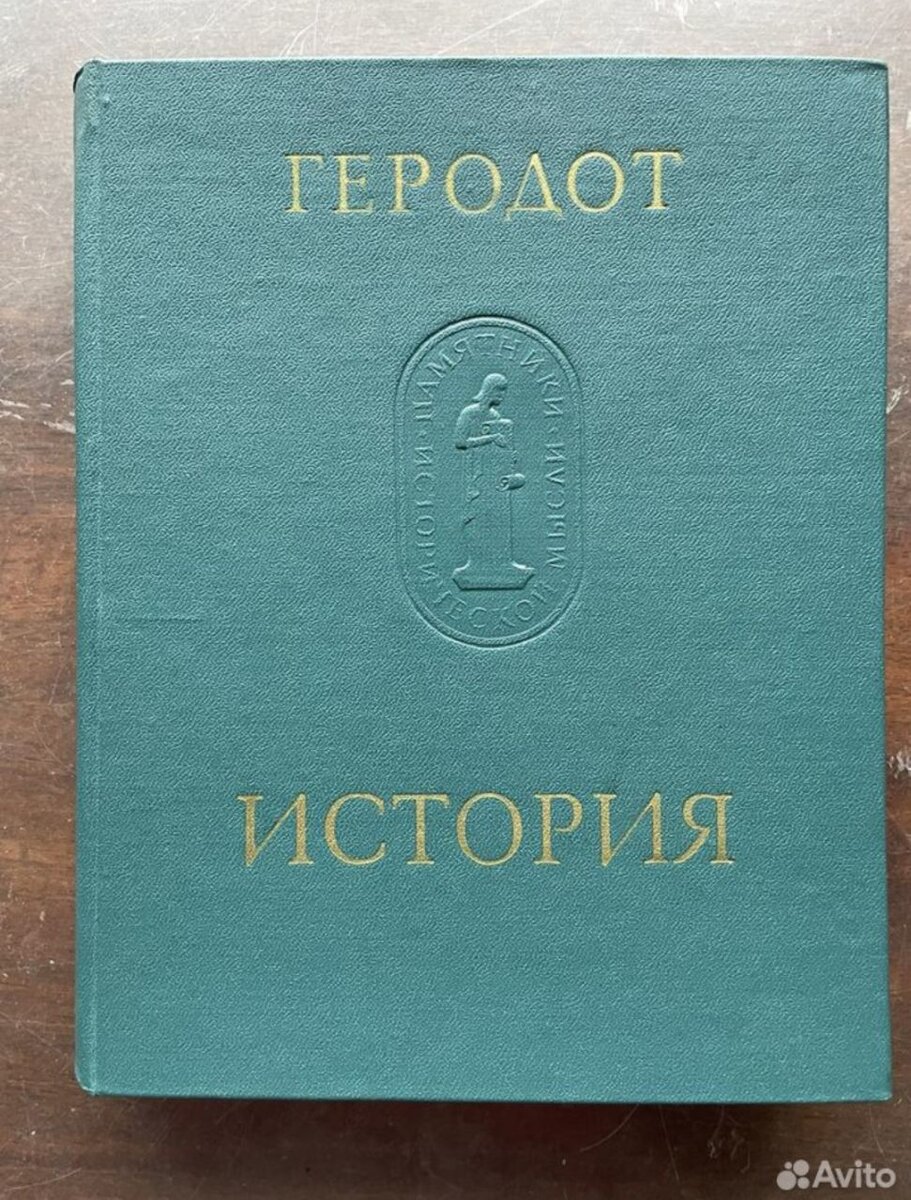 ГЕРОДОТ
ПАМЯТНИКИ · ИСТОРИЧЕСКОЙ МЫСЛИ ·
ИСТОРИЯ
Avito